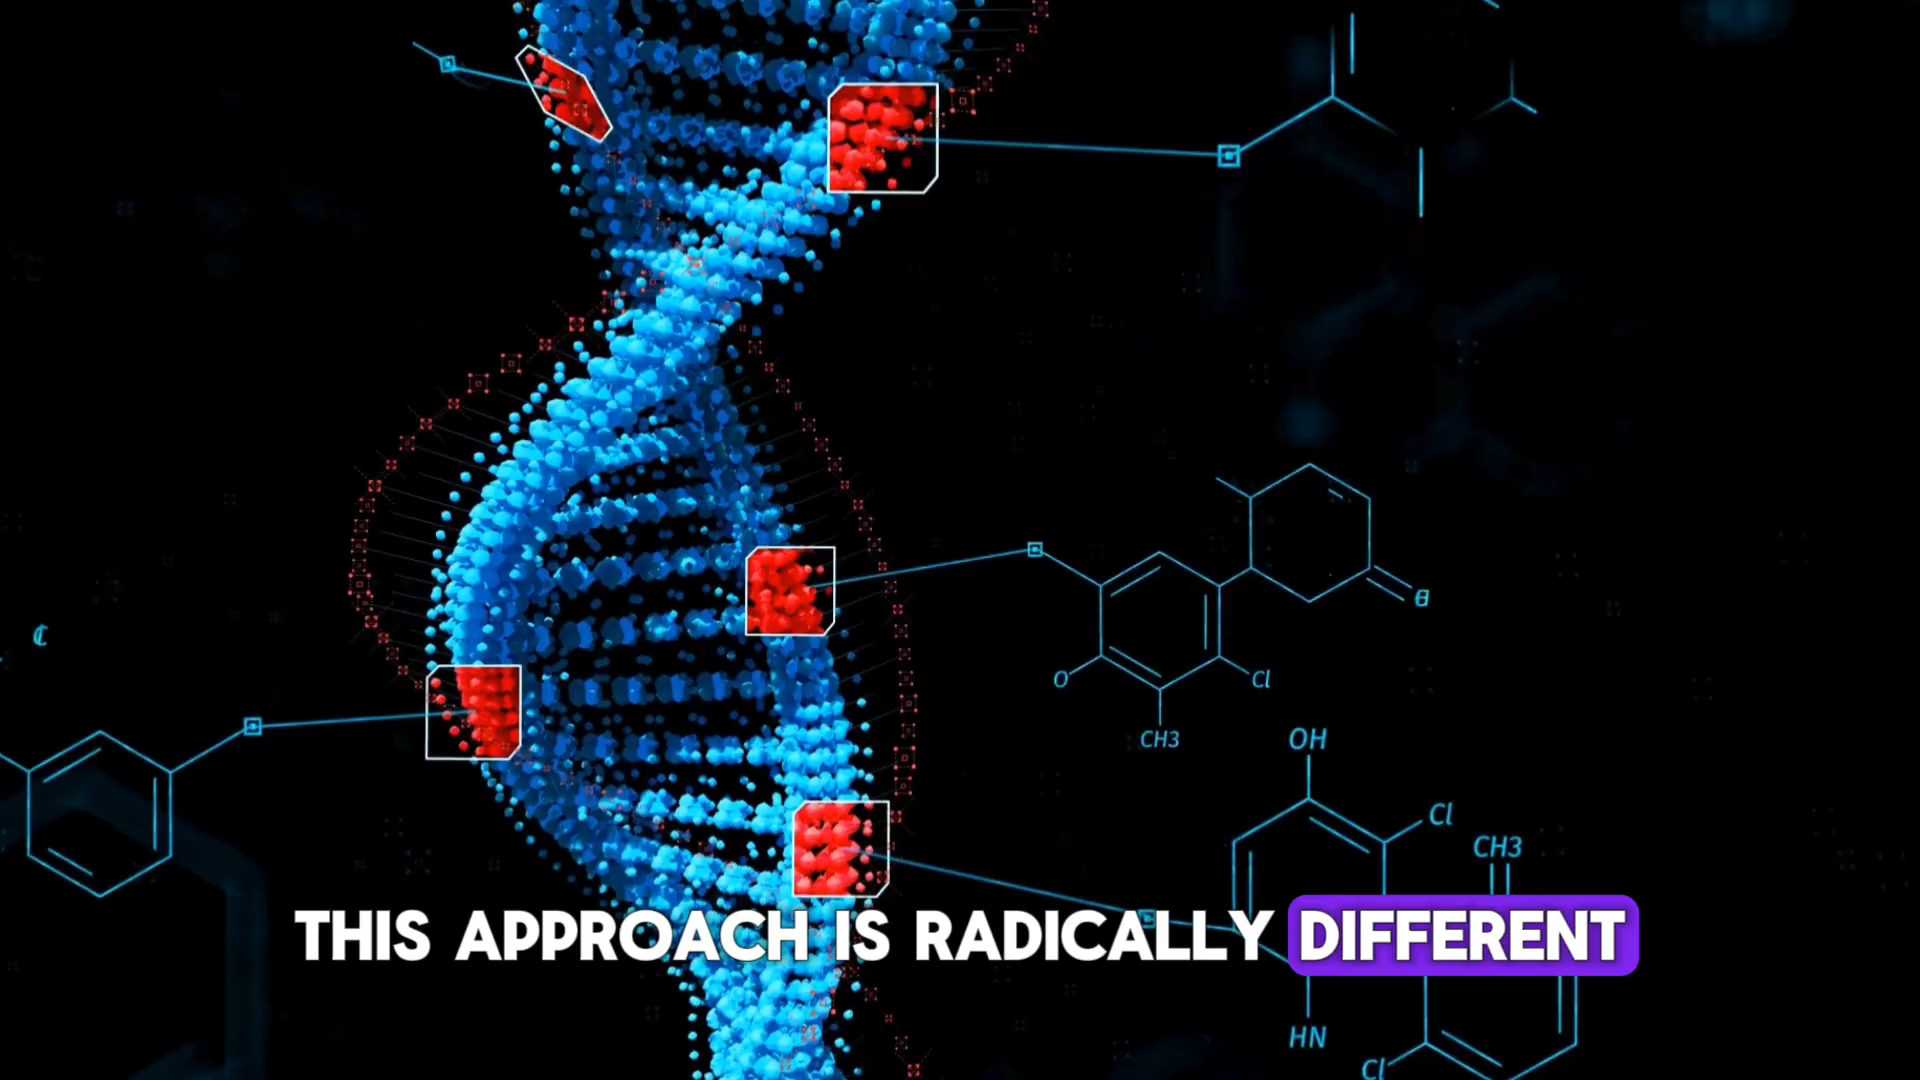 C
O
Cl
CH3
OH
Cl
CH3
THIS APPROACH IS RADICALLY DIFFERENT
HN
Cl